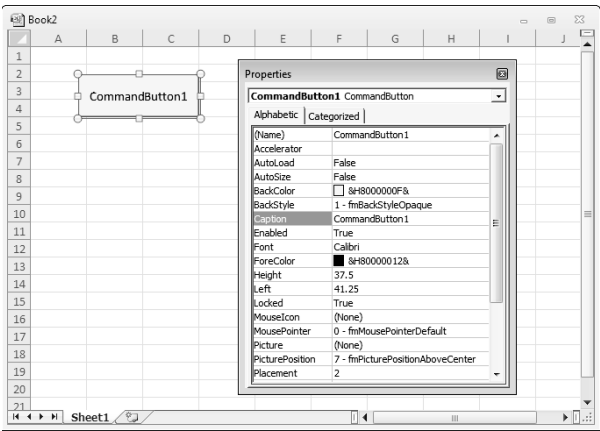 Book2
A B C D E F G H I J
1
2
3
4
5
6
7
8
9
10
11
12
13
14
15
16
17
18
19
20
21
CommandButton1
Properties
CommandButton1 CommandButton
Alphabetic Categorized
(Name) CommandButton1
Accelerator
AutoLoad False
AutoSize False
BackColor &H8000000F&
BackStyle 1 - fmBackStyleOpaque
Caption CommandButton1
Enabled True
Font Calibri
ForeColor &H80000012&
Height 37.5
Left 41.25
Locked True
MouseIcon (None)
MousePointer 0 - fmMousePointerDefault
Picture (None)
PicturePosition 7 - fmPicturePositionAboveCenter
Placement 2
Sheet1